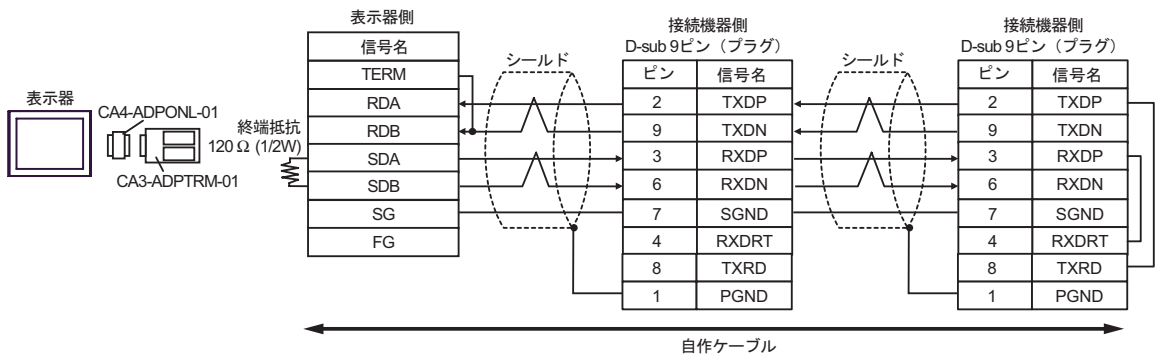 表示器
CA4-ADPONL-01
CA3-ADPTRM-01
終端抵抗
120 Ω (1/2W)
表示器側
信号名
TERM
RDA
RDB
SDA
SDB
SG
FG
シールド
接続機器側
D-sub 9ピン（プラグ）
ピン 信号名
2 TXDP
9 TXDN
3 RXDP
6 RXDN
7 SGND
4 RXDRT
8 TXRD
1 PGND
シールド
接続機器側
D-sub 9ピン（プラグ）
ピン 信号名
2 TXDP
9 TXDN
3 RXDP
6 RXDN
7 SGND
4 RXDRT
8 TXRD
1 PGND
自作ケーブル